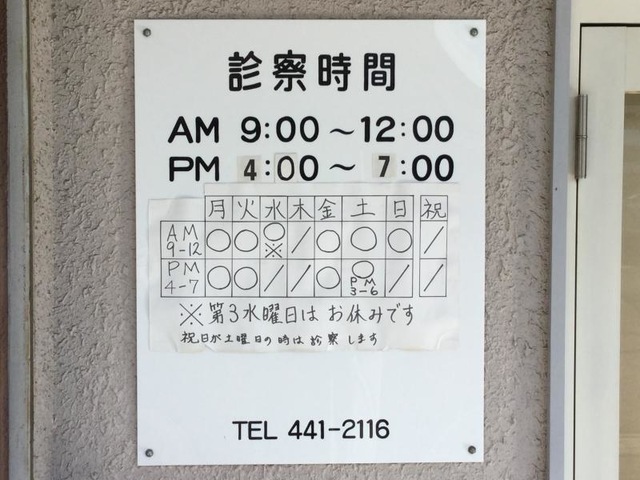 診察時間
AM 9:00～12:00
PM 4:00～7:00
月 火 水 木 金 土 日 祝
AM 9-12 ○ ○ ○※ / ○ ○ ○ /
PM 4-7 ○ ○ / / ○ ○PM 3-6 / /
※第3水曜日はお休みです
祝日が土曜日の時は診察します
TEL 441-2116